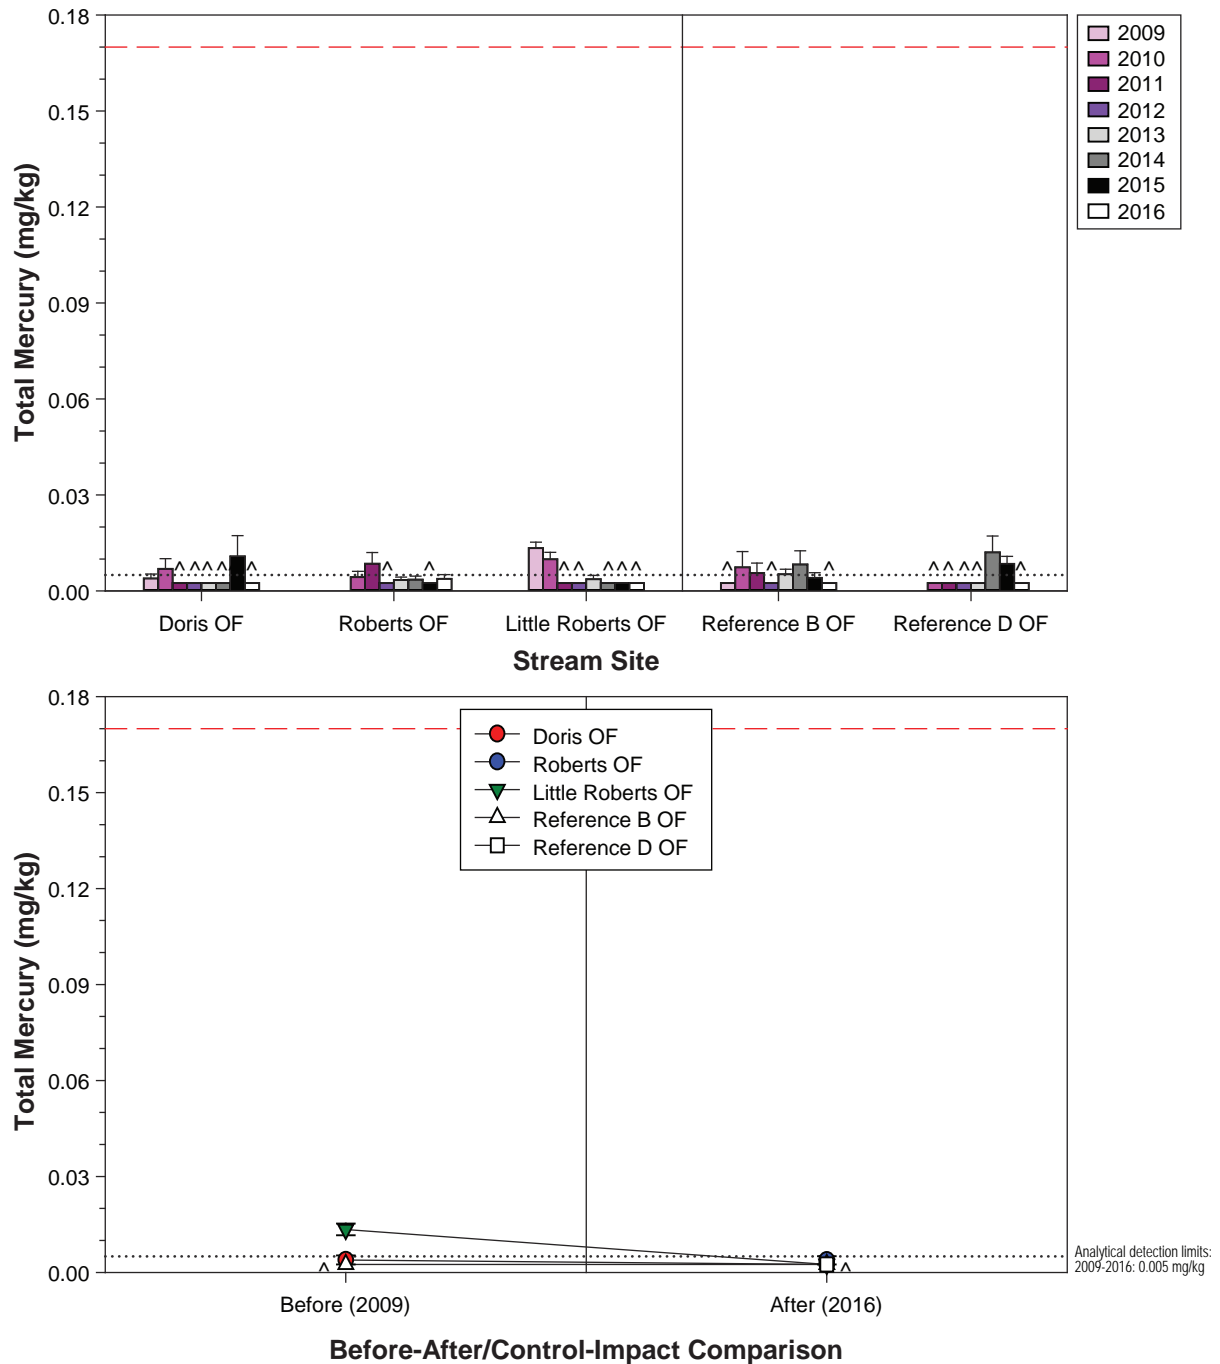 0.18
0.15
0.12
0.09
0.06
0.03
0.00
Total Mercury (mg/kg)
2009
2010
2011
2012
2013
2014
2015
2016
^ ^ ^ ^ ^
^ ^
^ ^ ^ ^ ^
^ ^ ^
^ ^ ^ ^ ^
Doris OF
Roberts OF
Little Roberts OF
Reference B OF
Reference D OF
Stream Site
0.18
0.15
0.12
0.09
0.06
0.03
0.00
Total Mercury (mg/kg)
Doris OF
Roberts OF
Little Roberts OF
Reference B OF
Reference D OF
^ ^
Analytical detection limits:
2009-2016: 0.005 mg/kg
Before (2009)
After (2016)
Before-After/Control-Impact Comparison